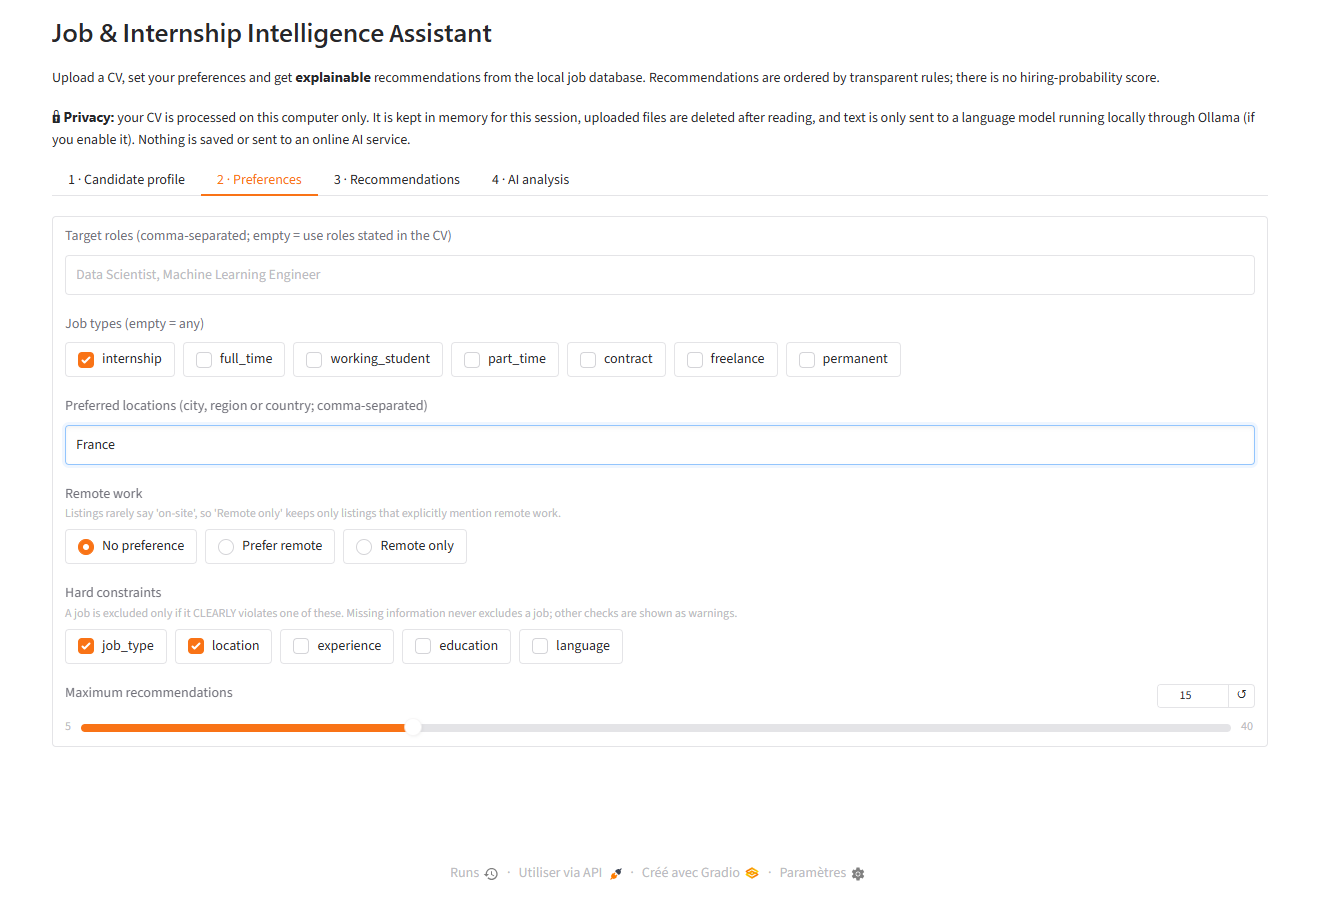 Job & Internship Intelligence Assistant
Upload a CV, set your preferences and get explainable recommendations from the local job database. Recommendations are ordered by transparent rules; there is no hiring-probability score.
Privacy: your CV is processed on this computer only. It is kept in memory for this session, uploaded files are deleted after reading, and text is only sent to a language model running locally through Ollama (if
you enable it). Nothing is saved or sent to an online AI service.
1 · Candidate profile 2 · Preferences 3 · Recommendations 4 · AI analysis
Target roles (comma-separated; empty = use roles stated in the CV)
Data Scientist, Machine Learning Engineer
Job types (empty = any)
internship full_time working_student part_time contract freelance permanent
Preferred locations (city, region or country; comma-separated)
France
Remote work
Listings rarely say 'on-site', so 'Remote only' keeps only listings that explicitly mention remote work.
No preference Prefer remote Remote only
Hard constraints
A job is excluded only if it CLEARLY violates one of these. Missing information never excludes a job; other checks are shown as warnings.
job_type location experience education language
Maximum recommendations 15
5 40
Runs · Utiliser via API · Créé avec Gradio · Paramètres